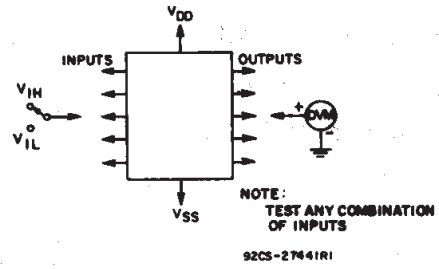 VDD
INPUTS
OUTPUTS
VIH
VIL
+
DVM
-
VSS
NOTE:
TEST ANY COMBINATION
OF INPUTS
92CS-27441R1